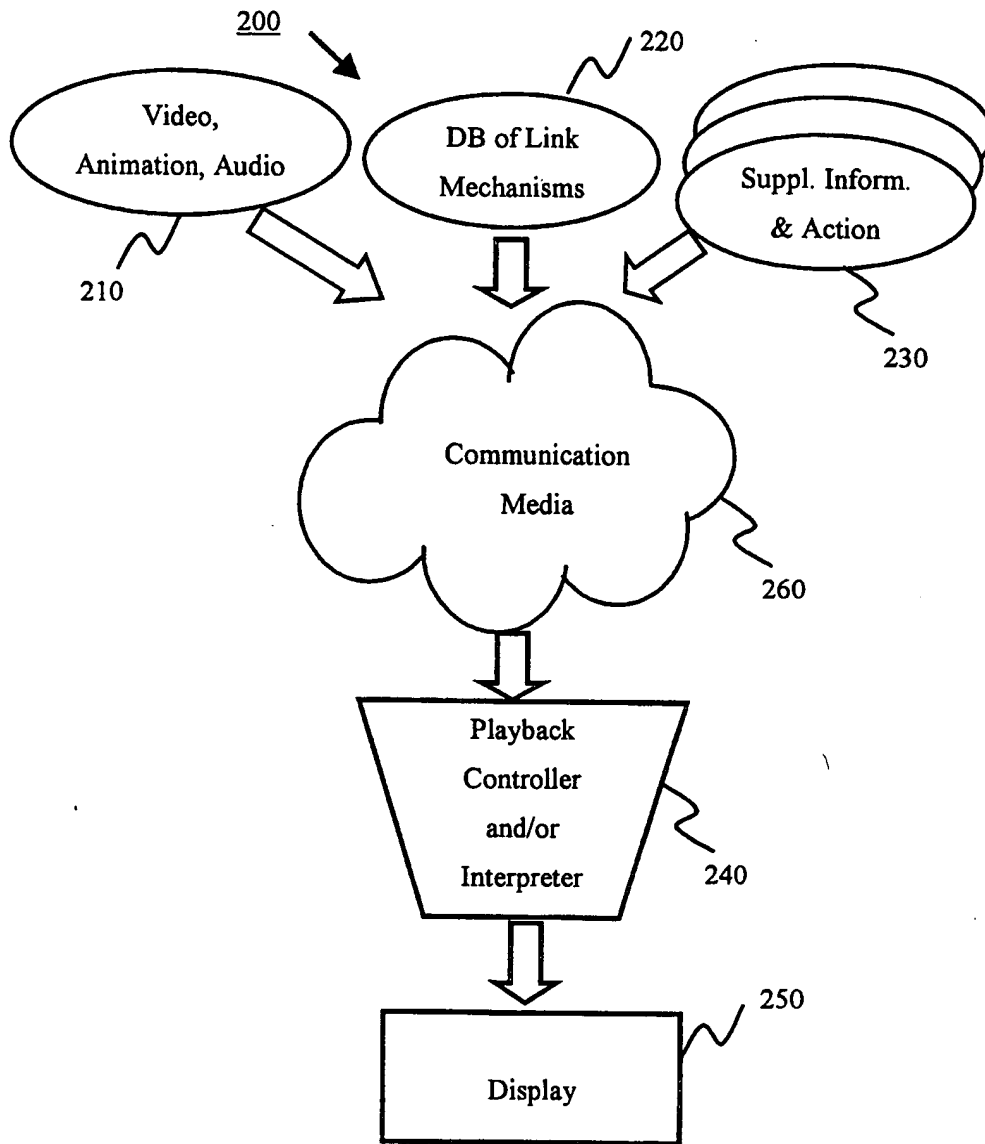 200
220
Video,
Animation, Audio
DB of Link
Mechanisms
Suppl. Inform.
& Action
210
230
Communication
Media
260
Playback
Controller
and/or
Interpreter
240
250
Display